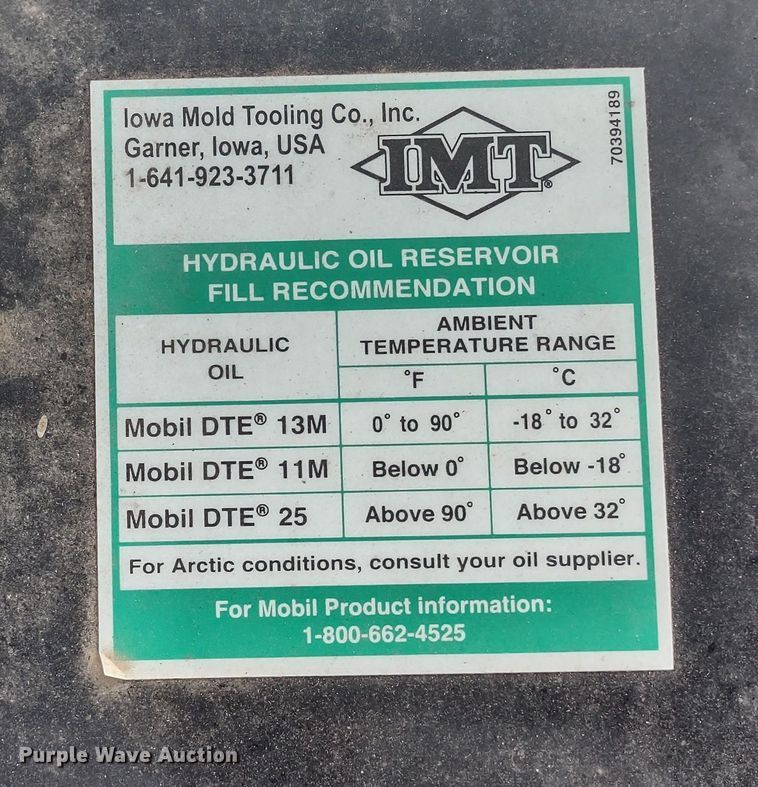 Iowa Mold Tooling Co., Inc.
Garner, Iowa, USA
1-641-923-3711
IMT®
70394189
HYDRAULIC OIL RESERVOIR
FILL RECOMMENDATION
HYDRAULIC
OIL
AMBIENT
TEMPERATURE RANGE
°F
°C
Mobil DTE® 13M 0° to 90° -18° to 32°
Mobil DTE® 11M Below 0° Below -18°
Mobil DTE® 25 Above 90° Above 32°
For Arctic conditions, consult your oil supplier.
For Mobil Product information:
1-800-662-4525
Purple Wave Auction